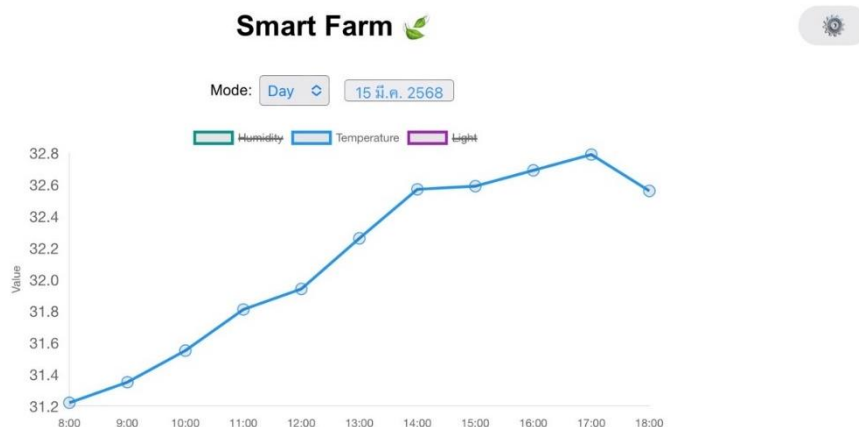 Smart Farm
Mode: Day 15 มี.ค. 2568
Humidity Temperature Light
32.8
32.6
32.4
32.2
32.0
31.8
31.6
31.4
31.2
Value
8:00 9:00 10:00 11:00 12:00 13:00 14:00 15:00 16:00 17:00 18:00